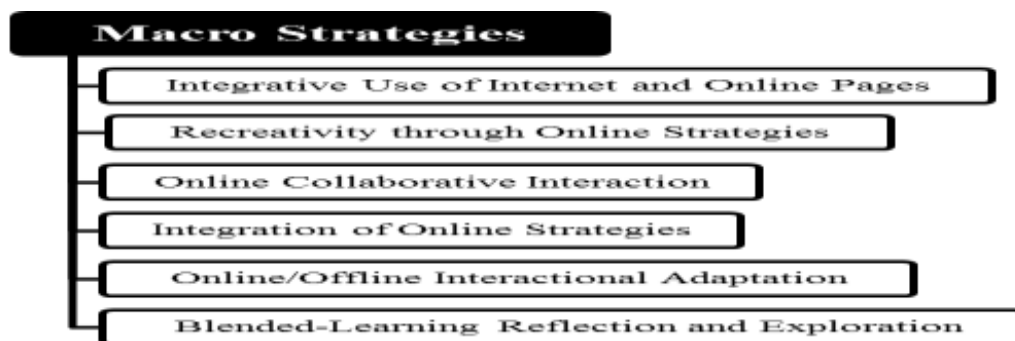 Macro Strategies
Integrative Use of Internet and Online Pages
Recreativity through Online Strategies
Online Collaborative Interaction
Integration of Online Strategies
Online/Offline Interactional Adaptation
Blended-Learning Reflection and Exploration